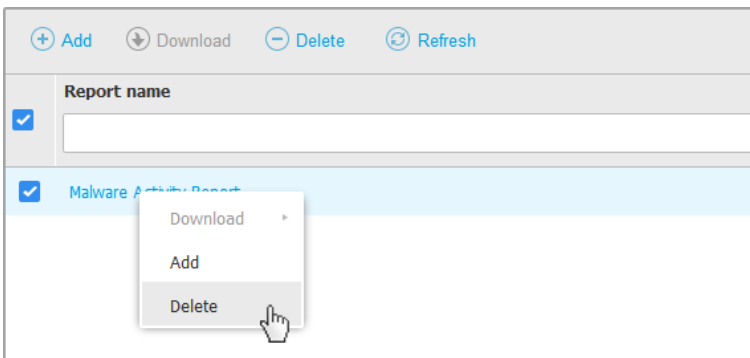 Add Download Delete Refresh
Report name
Malware Activity Report
Download
Add
Delete